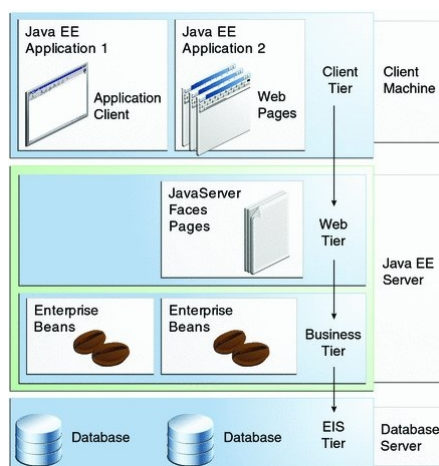 Java EE
Application 1
Java EE
Application 2
Application
Client
Web
Pages
Client
Tier
Client
Machine
JavaServer
Faces
Pages
Web
Tier
Java EE
Server
Enterprise
Beans
Enterprise
Beans
Business
Tier
Database
Database
EIS
Tier
Database
Server